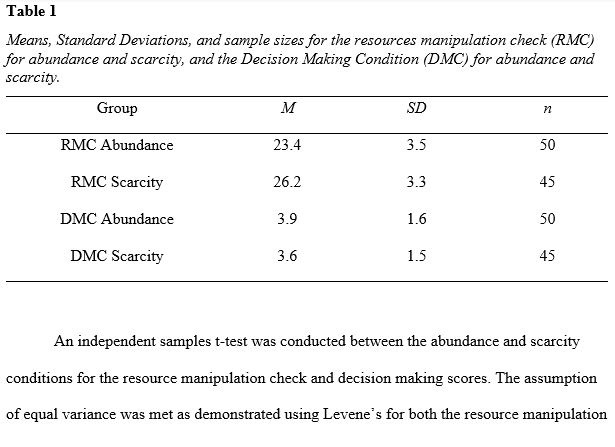 Table 1
Means, Standard Deviations, and sample sizes for the resources manipulation check (RMC)
for abundance and scarcity, and the Decision Making Condition (DMC) for abundance and
scarcity.
Group M SD n
RMC Abundance 23.4 3.5 50
RMC Scarcity 26.2 3.3 45
DMC Abundance 3.9 1.6 50
DMC Scarcity 3.6 1.5 45
An independent samples t-test was conducted between the abundance and scarcity
conditions for the resource manipulation check and decision making scores. The assumption
of equal variance was met as demonstrated using Levene’s for both the resource manipulation